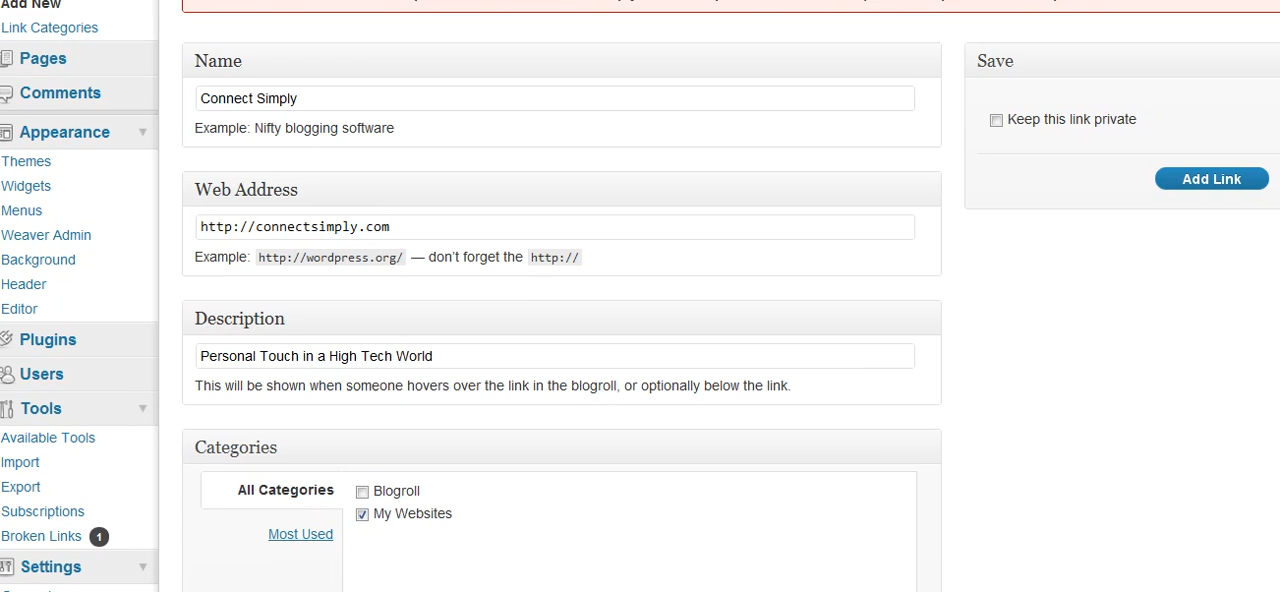 Add New
Link Categories
Pages
Comments
Appearance
Themes
Widgets
Menus
Weaver Admin
Background
Header
Editor
Plugins
Users
Tools
Available Tools
Import
Export
Subscriptions
Broken Links 1
Settings
Name
Connect Simply
Example: Nifty blogging software
Web Address
http://connectsimply.com
Example: http://wordpress.org/ — don't forget the http://
Description
Personal Touch in a High Tech World
This will be shown when someone hovers over the link in the blogroll, or optionally below the link.
Categories
All Categories
Most Used
Blogroll
My Websites
Save
Keep this link private
Add Link